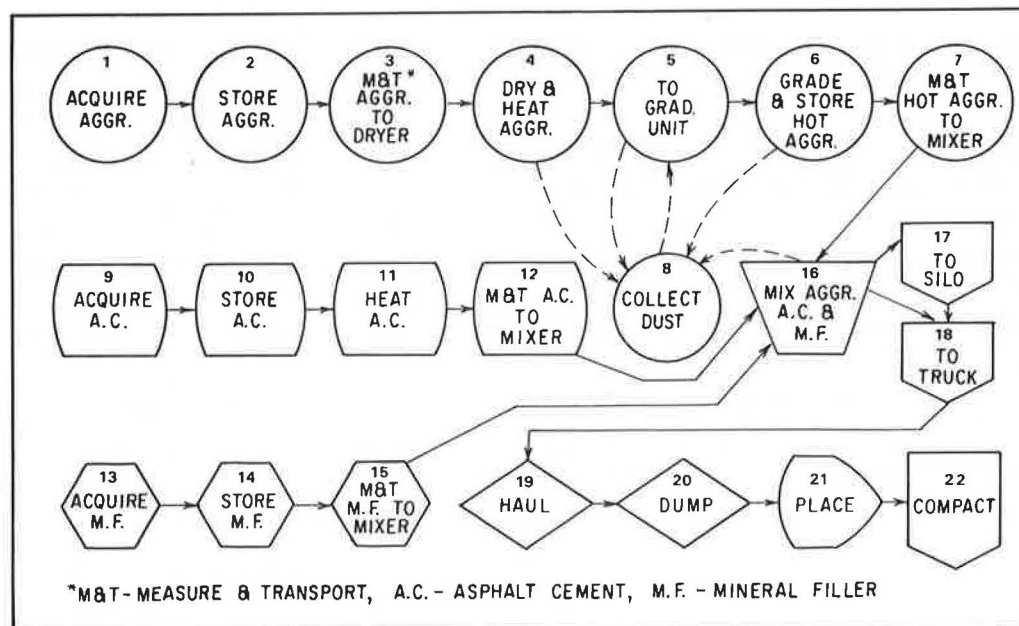 1
ACQUIRE
AGGR.
2
STORE
AGGR.
3
M&T*
AGGR.
TO
DRYER
4
DRY &
HEAT
AGGR.
5
TO
GRAD.
UNIT
6
GRADE
& STORE
HOT
AGGR.
7
M&T
HOT AGGR.
TO
MIXER
8
COLLECT
DUST
9
ACQUIRE
A.C.
10
STORE
A.C.
11
HEAT
A.C.
12
M&T A.C.
TO
MIXER
16
MIX AGGR.
A.C. &
M.F.
17
TO
SILO
18
TO
TRUCK
13
ACQUIRE
M.F.
14
STORE
M.F.
15
M&T
M.F. TO
MIXER
19
HAUL
20
DUMP
21
PLACE
22
COMPACT
*M&T-MEASURE & TRANSPORT, A.C.- ASPHALT CEMENT, M.F. - MINERAL FILLER